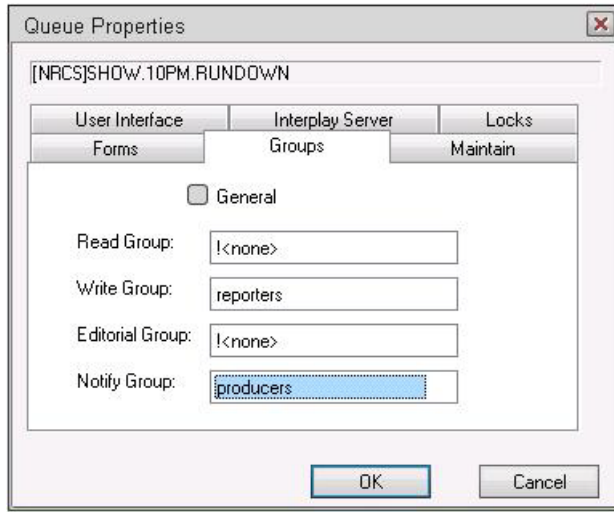 Queue Properties
[NRCS]SHOW.10PM.RUNDOWN
User Interface Interplay Server Locks
Forms Groups Maintain
General
Read Group: !<none>
Write Group: reporters
Editorial Group: !<none>
Notify Group: producers
OK Cancel